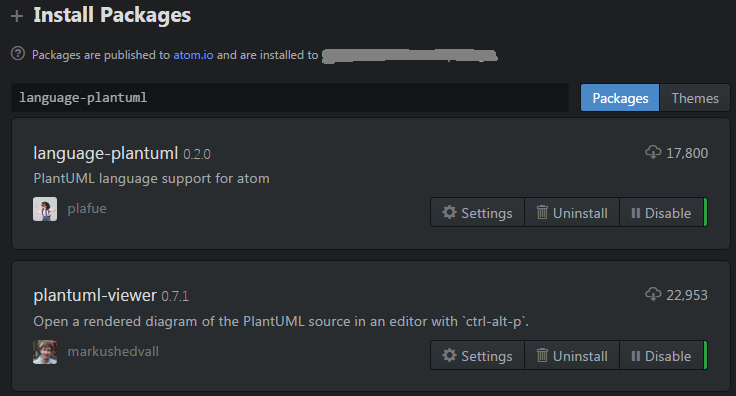 Install Packages
Packages are published to atom.io and are installed to
language-plantuml
Packages Themes
language-plantuml 0.2.0 17,800
PlantUML language support for atom
plafue Settings Uninstall Disable
plantuml-viewer 0.7.1 22,953
Open a rendered diagram of the PlantUML source in an editor with `ctrl-alt-p`.
markushedvall Settings Uninstall Disable